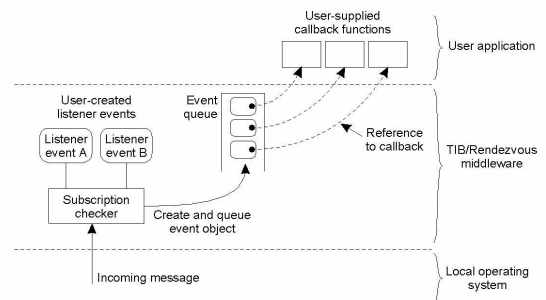 User-supplied
callback functions
User application
User-created
listener events
Event
queue
Listener
event A
Listener
event B
Reference
to callback
TIB/Rendezvous
middleware
Subscription
checker
Create and queue
event object
Incoming message
Local operating
system